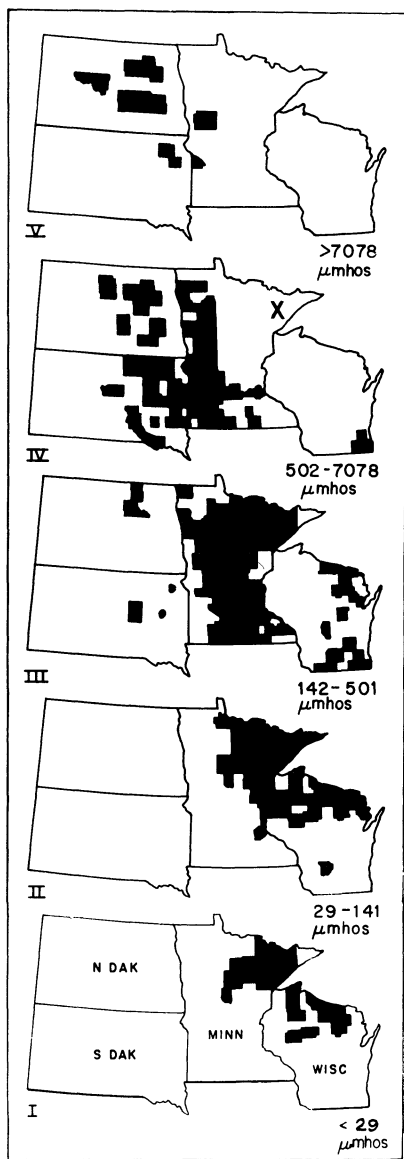 V
>7078
μmhos
X
IV
502-7078
μmhos
III
142-501
μmhos
II
29-141
μmhos
N DAK
S DAK
MINN
WISC
I
< 29
μmhos